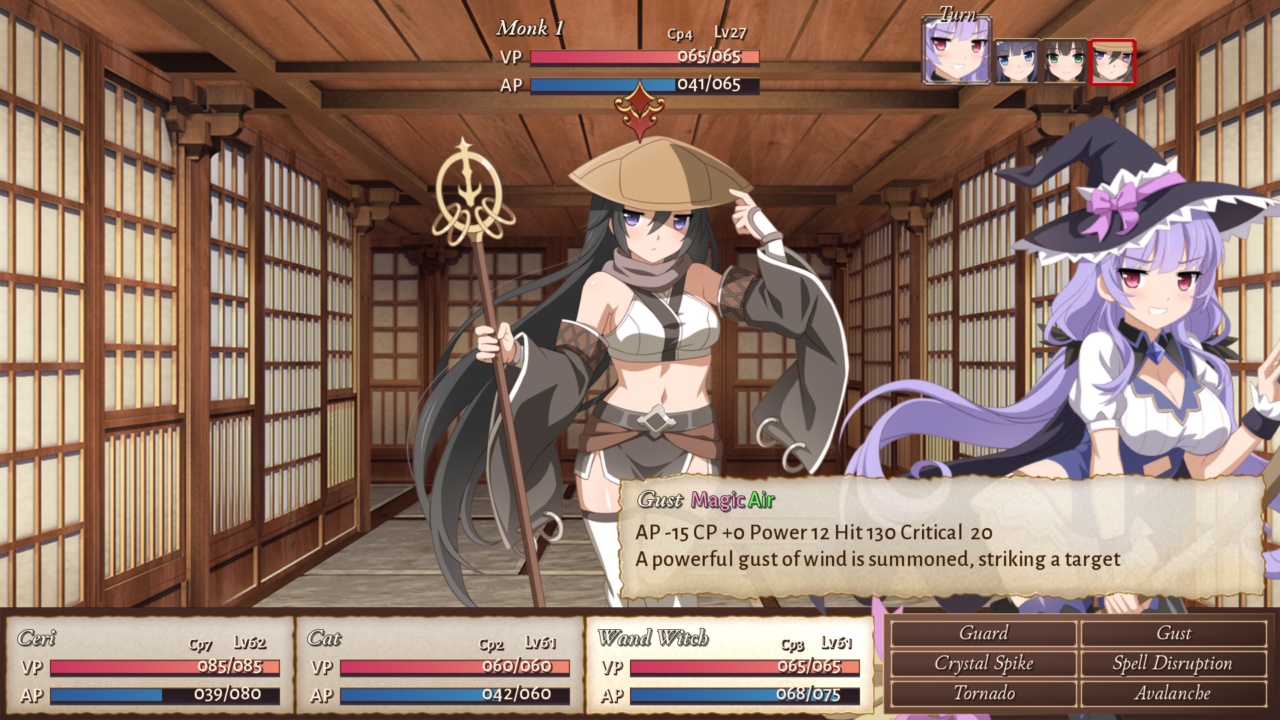 Turn
Monk 1 Cp4 Lv27
VP 065/065
AP 041/065
Gust Magic Air
AP -15 CP +0 Power 12 Hit 130 Critical 20
A powerful gust of wind is summoned, striking a target
Ceri Cp7 Lv62
VP 085/085
AP 039/080
Cat Cp2 Lv61
VP 060/060
AP 042/060
Wand Witch Cp3 Lv61
VP 065/065
AP 068/075
Guard Gust
Crystal Spike Spell Disruption
Tornado Avalanche